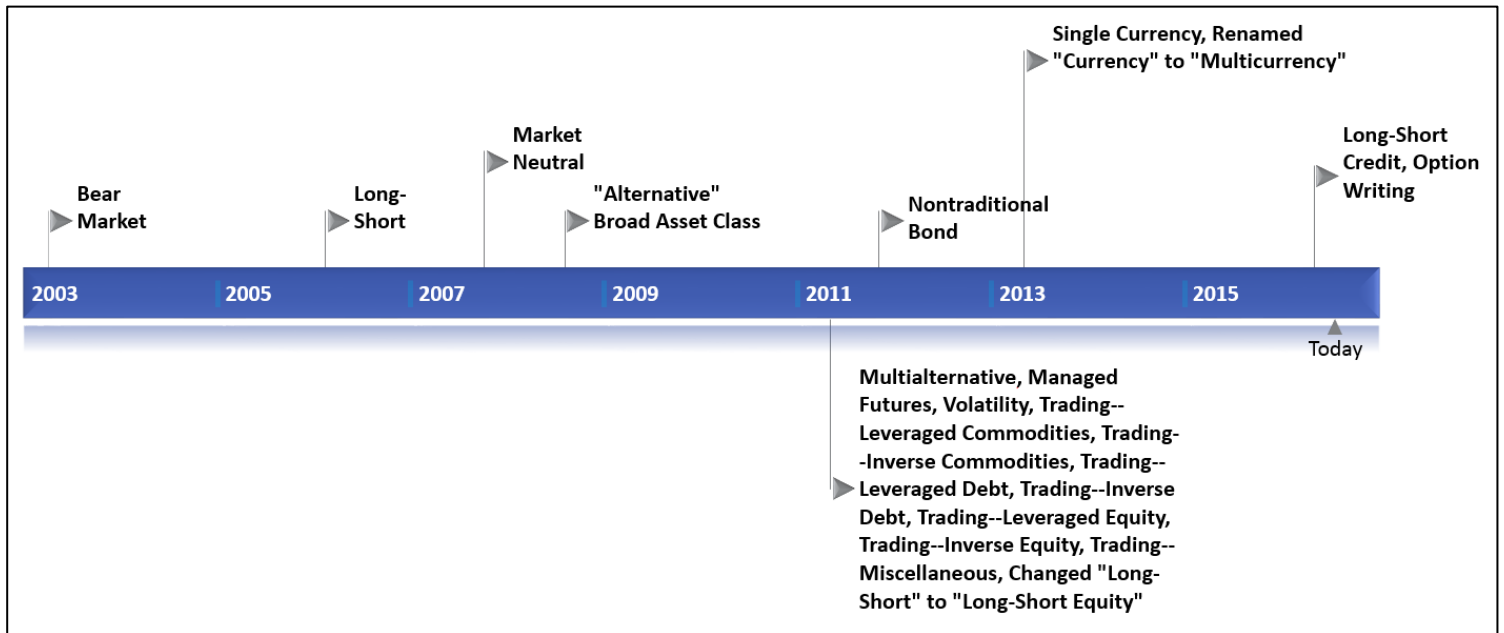 Single Currency, Renamed
"Currency" to "Multicurrency"
Market
Neutral
Long-Short
Credit, Option
Writing
Bear
Market
Long-
Short
"Alternative"
Broad Asset Class
Nontraditional
Bond
2003
2005
2007
2009
2011
2013
2015
Today
Multialternative, Managed
Futures, Volatility, Trading--
Leveraged Commodities, Trading-
-Inverse Commodities, Trading--
Leveraged Debt, Trading--Inverse
Debt, Trading--Leveraged Equity,
Trading--Inverse Equity, Trading--
Miscellaneous, Changed "Long-
Short" to "Long-Short Equity"